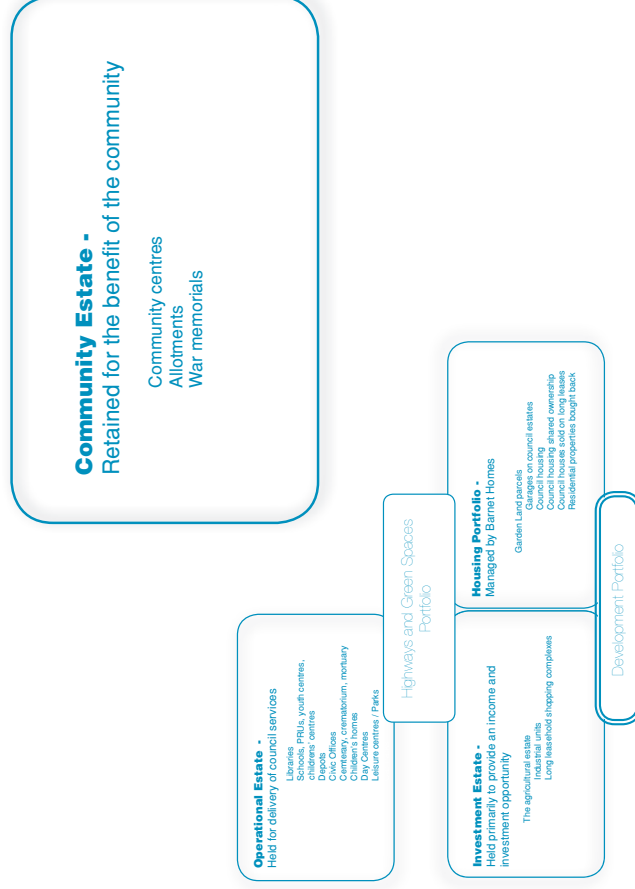 Community Estate -
Retained for the benefit of the community
Community centres
Allotments
War memorials
Operational Estate -
Held for delivery of council services
Libraries
Schools, PRUs, youth centres,
childrens' centres
Depots
Civic Offices
Cemterary, crematorium, mortuary
Children's homes
Day Centres
Leisure centres / Parks
Highways and Green Spaces
Portfolio
Investment Estate -
Held primarily to provide an income and
investment opportunity
The agricultural estate
Industrial units
Long leasehold shopping complexes
Housing Portfolio -
Managed by Barnet Homes
Garden Land parcels
Garages on council estates
Council housing
Council housing shared ownership
Council houses sold on long leases
Residential properties bought back
Development Portfolio